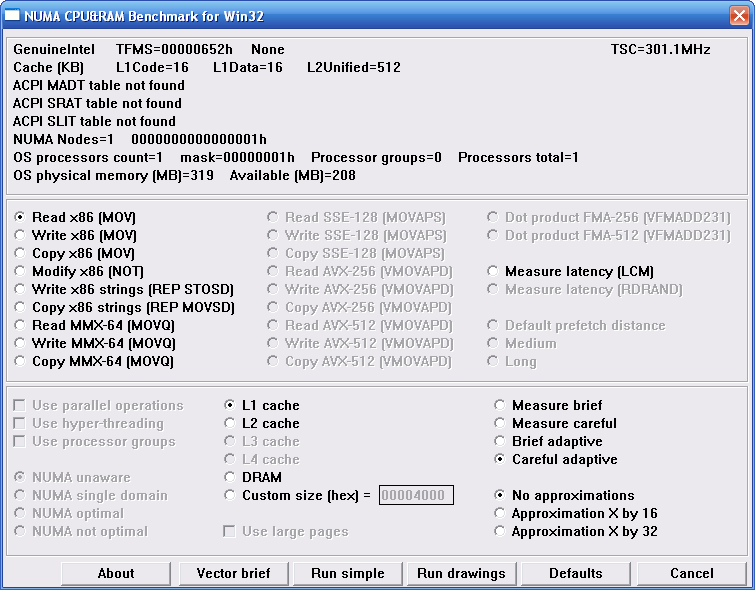 NUMA CPU&RAM Benchmark for Win32
GenuineIntel TFMS=00000652h None TSC=301.1MHz
Cache (KB) L1Code=16 L1Data=16 L2Unified=512
ACPI MADT table not found
ACPI SRAT table not found
ACPI SLIT table not found
NUMA Nodes=1 0000000000000001h
OS processors count=1 mask=00000001h Processor groups=0 Processors total=1
OS physical memory (MB)=319 Available (MB)=208
Read x86 (MOV)
Write x86 (MOV)
Copy x86 (MOV)
Modify x86 (NOT)
Write x86 strings (REP STOSD)
Copy x86 strings (REP MOVSD)
Read MMX-64 (MOVQ)
Write MMX-64 (MOVQ)
Copy MMX-64 (MOVQ)
Read SSE-128 (MOVAPS)
Write SSE-128 (MOVAPS)
Copy SSE-128 (MOVAPS)
Read AVX-256 (VMOVAPD)
Write AVX-256 (VMOVAPD)
Copy AVX-256 (VMOVAPD)
Read AVX-512 (VMOVAPD)
Write AVX-512 (VMOVAPD)
Copy AVX-512 (VMOVAPD)
Dot product FMA-256 (VFMADD231)
Dot product FMA-512 (VFMADD231)
Measure latency (LCM)
Measure latency (RDRAND)
Default prefetch distance
Medium
Long
Use parallel operations
Use hyper-threading
Use processor groups
NUMA unaware
NUMA single domain
NUMA optimal
NUMA not optimal
L1 cache
L2 cache
L3 cache
L4 cache
DRAM
Custom size (hex) = 00004000
Use large pages
Measure brief
Measure careful
Brief adaptive
Careful adaptive
No approximations
Approximation X by 16
Approximation X by 32
About Vector brief Run simple Run drawings Defaults Cancel